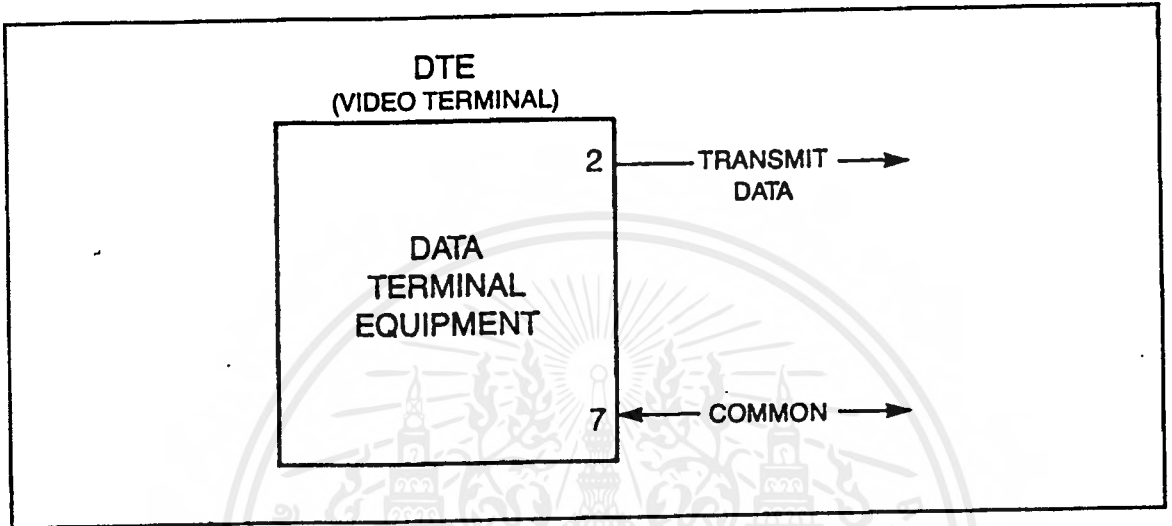 DTE
(VIDEO TERMINAL)
2
TRANSMIT
DATA
DATA
TERMINAL
EQUIPMENT
7
COMMON